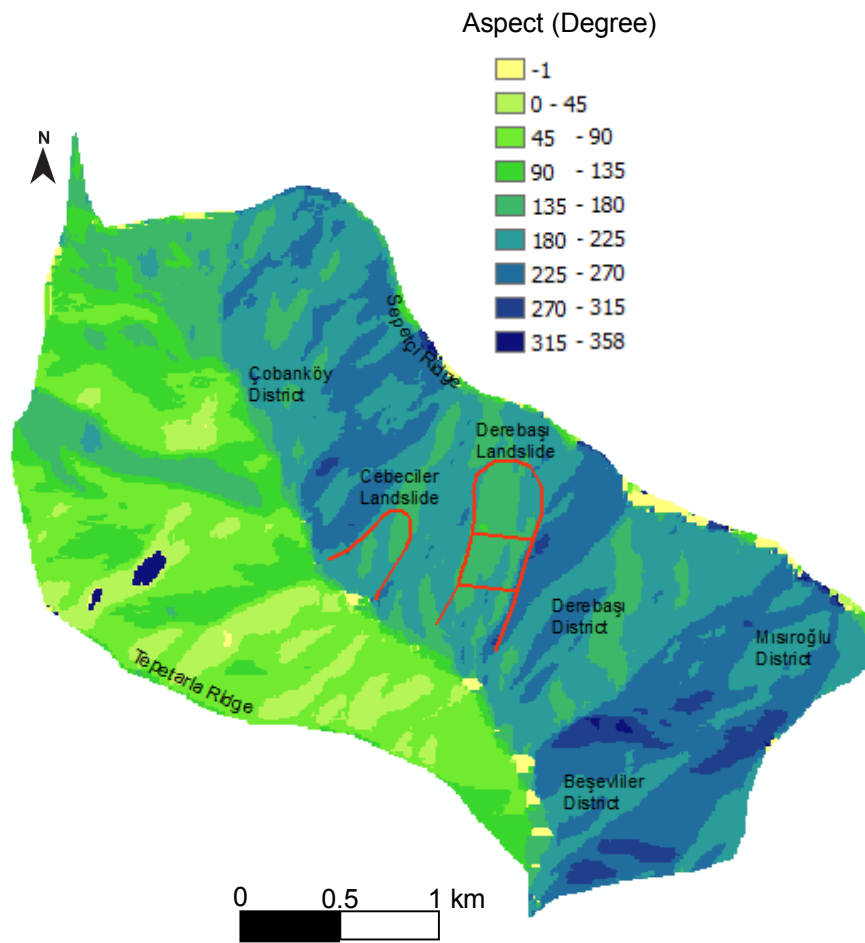 Aspect (Degree)
-1
0 - 45
45 - 90
90 - 135
135 - 180
180 - 225
225 - 270
270 - 315
315 - 358
N
Sepetçi Ridge
Çobanköy
District
Derebaşı
Landslide
Cebeciler
Landslide
Derebaşı
District
Mısıroğlu
District
Tepetarla Ridge
Beşevliler
District
0 0.5 1 km